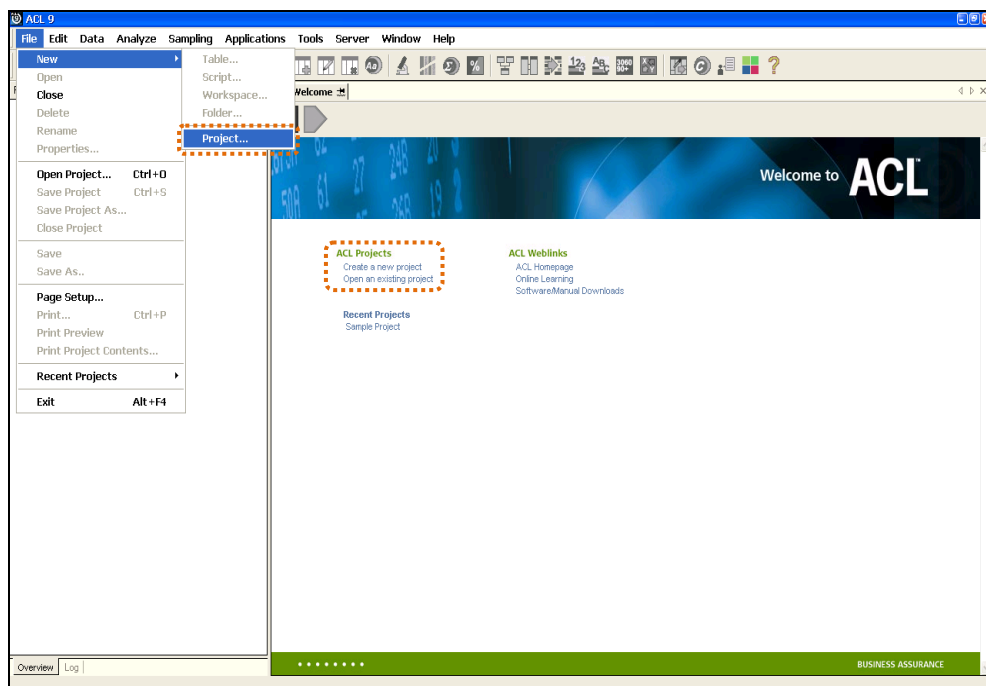 ACL 9
File Edit Data Analyze Sampling Applications Tools Server Window Help
New
Table...
Open
Script...
Close
Workspace...
Delete
Folder...
Rename
Project...
Properties...
Open Project... Ctrl+O
Save Project Ctrl+S
Save Project As...
Close Project
Save
Save As..
Page Setup...
Print... Ctrl+P
Print Preview
Print Project Contents...
Recent Projects
Exit Alt+F4
Welcome
Welcome to ACL™
ACL Projects
Create a new project
Open an existing project
Recent Projects
Sample Project
ACL Weblinks
ACL Homepage
Online Learning
Software/Manual Downloads
Overview Log
BUSINESS ASSURANCE